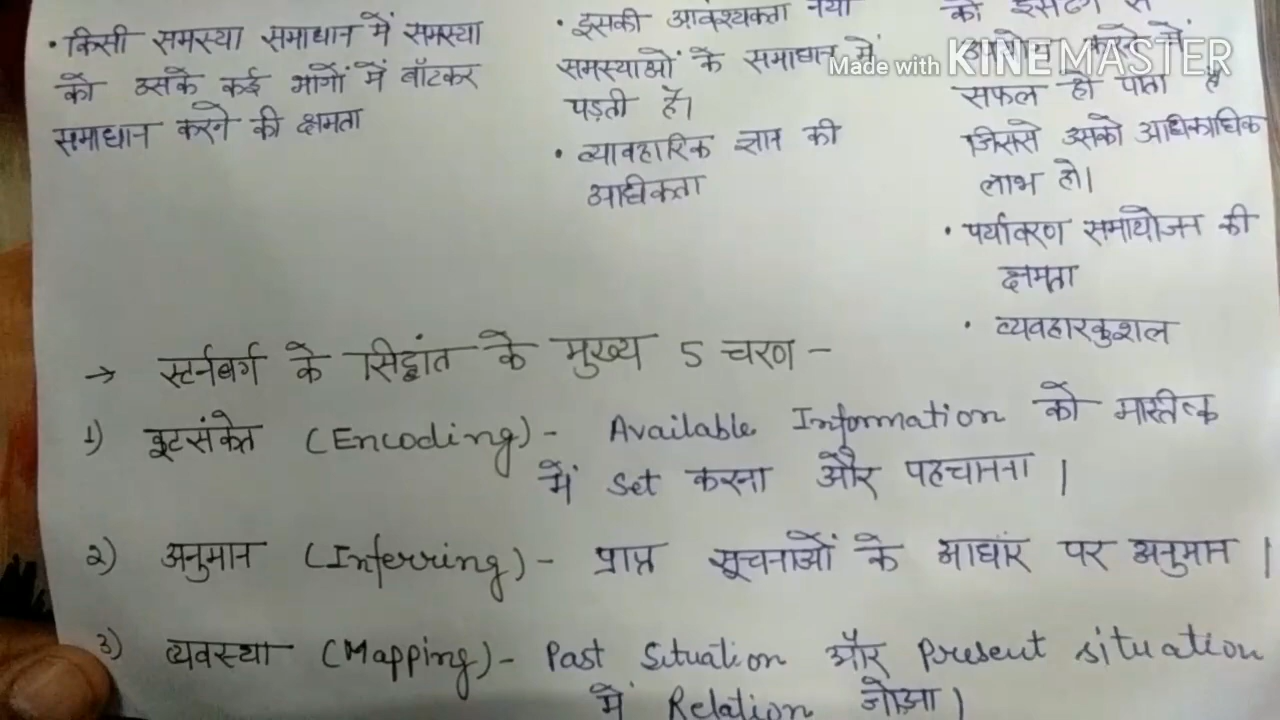 • किसी समस्या समाधान में समस्या
को उसके कई भागों में बाँटकर
समाधान करने की क्षमता
• इसकी आवश्यकता नयी
समस्याओं के समाधान में
पड़ती है।
• व्यावहारिक ज्ञान की
अधिकता
सफल हो पाता है
जिससे उसको अधिकाधिक
लाभ हो।
• पर्यावरण समायोजन की
क्षमता
• व्यवहारकुशल
Made with KINEMASTER
→ स्टर्नबर्ग के सिद्धांत के मुख्य 5 चरण –
1) कूटसंकेत (Encoding) – Available Information को मस्तिष्क
में Set करना और पहचानना |
२) अनुमान (Inferring) – प्राप्त सूचनाओं के आधार पर अनुमान |
3) व्यवस्था (Mapping) – Past Situation और Present situation
में Relation जोड़ना |